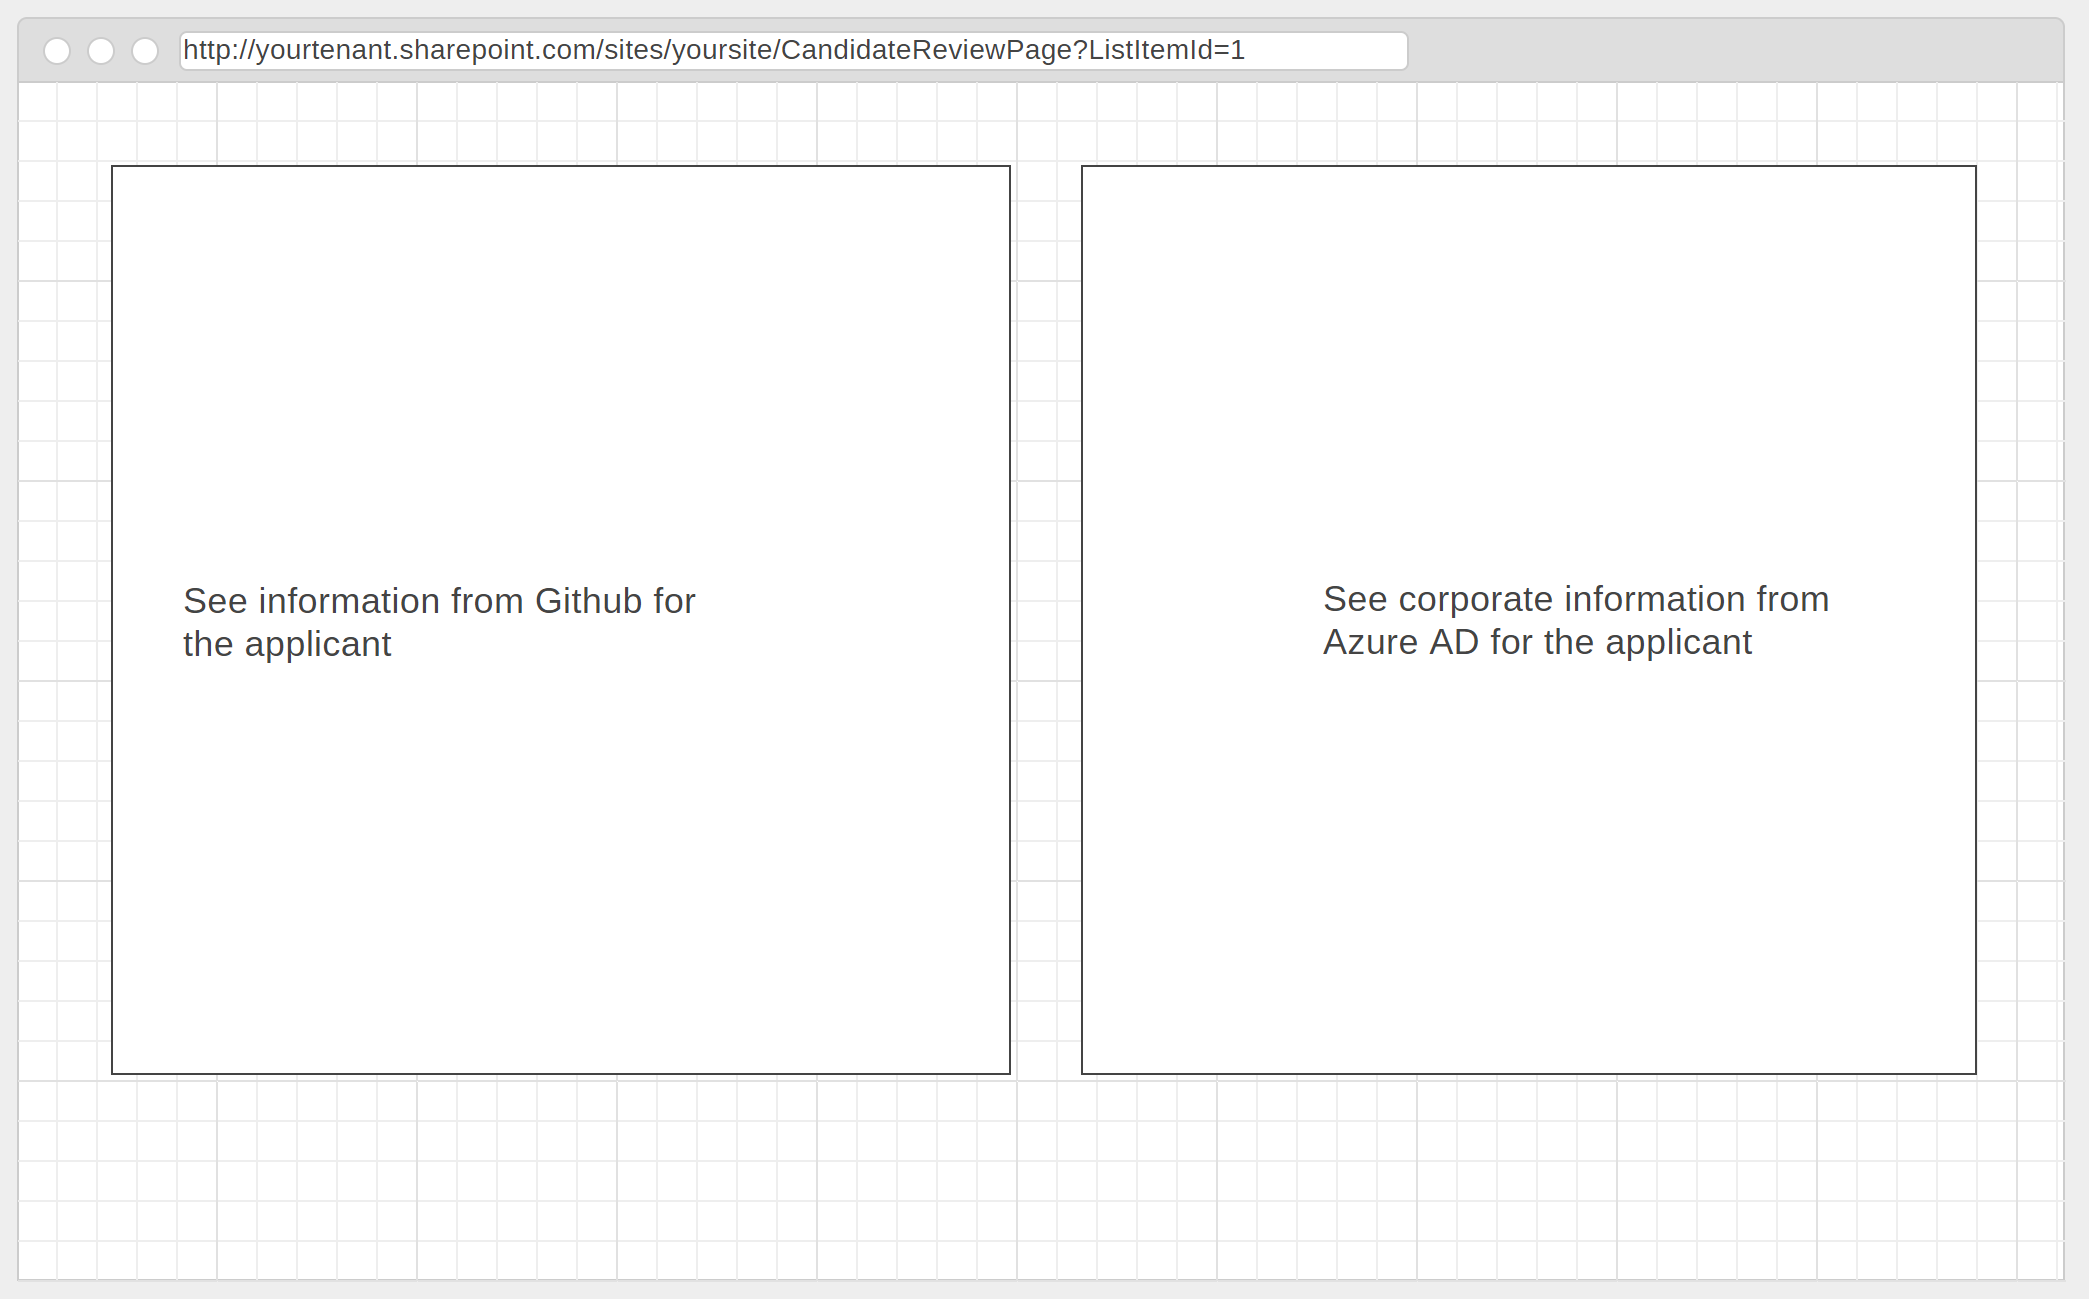 http://yourtenant.sharepoint.com/sites/yoursite/CandidateReviewPage?ListItemId=1
See information from Github for
the applicant
See corporate information from
Azure AD for the applicant